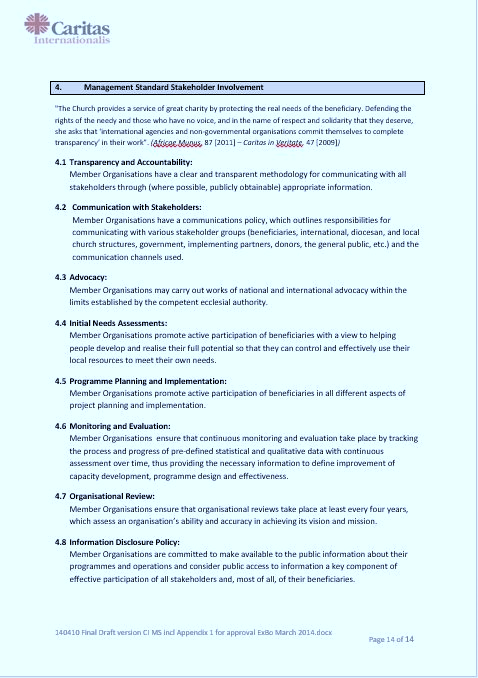 Caritas
Internationalis
4. Management Standard Stakeholder Involvement
"The Church provides a service of great charity by protecting the real needs of the beneficiary. Defending the
rights of the needy and those who have no voice, and in the name of respect and solidarity that they deserve,
she asks that 'international agencies and non-governmental organisations commit themselves to complete
transparency' in their work". (Africae Munus, 87 [2011] – Caritas in Veritate, 47 [2009])
4.1 Transparency and Accountability:
Member Organisations have a clear and transparent methodology for communicating with all
stakeholders through (where possible, publicly obtainable) appropriate information.
4.2 Communication with Stakeholders:
Member Organisations have a communications policy, which outlines responsibilities for
communicating with various stakeholder groups (beneficiaries, international, diocesan, and local
church structures, government, implementing partners, donors, the general public, etc.) and the
communication channels used.
4.3 Advocacy:
Member Organisations may carry out works of national and international advocacy within the
limits established by the competent ecclesial authority.
4.4 Initial Needs Assessments:
Member Organisations promote active participation of beneficiaries with a view to helping
people develop and realise their full potential so that they can control and effectively use their
local resources to meet their own needs.
4.5 Programme Planning and Implementation:
Member Organisations promote active participation of beneficiaries in all different aspects of
project planning and implementation.
4.6 Monitoring and Evaluation:
Member Organisations ensure that continuous monitoring and evaluation take place by tracking
the process and progress of pre-defined statistical and qualitative data with continuous
assessment over time, thus providing the necessary information to define improvement of
capacity development, programme design and effectiveness.
4.7 Organisational Review:
Member Organisations ensure that organisational reviews take place at least every four years,
which assess an organisation's ability and accuracy in achieving its vision and mission.
4.8 Information Disclosure Policy:
Member Organisations are committed to make available to the public information about their
programmes and operations and consider public access to information a key component of
effective participation of all stakeholders and, most of all, of their beneficiaries.
140410 Final Draft version CI MS incl Appendix 1 for approval ExBo March 2014.docx
Page 14 of 14